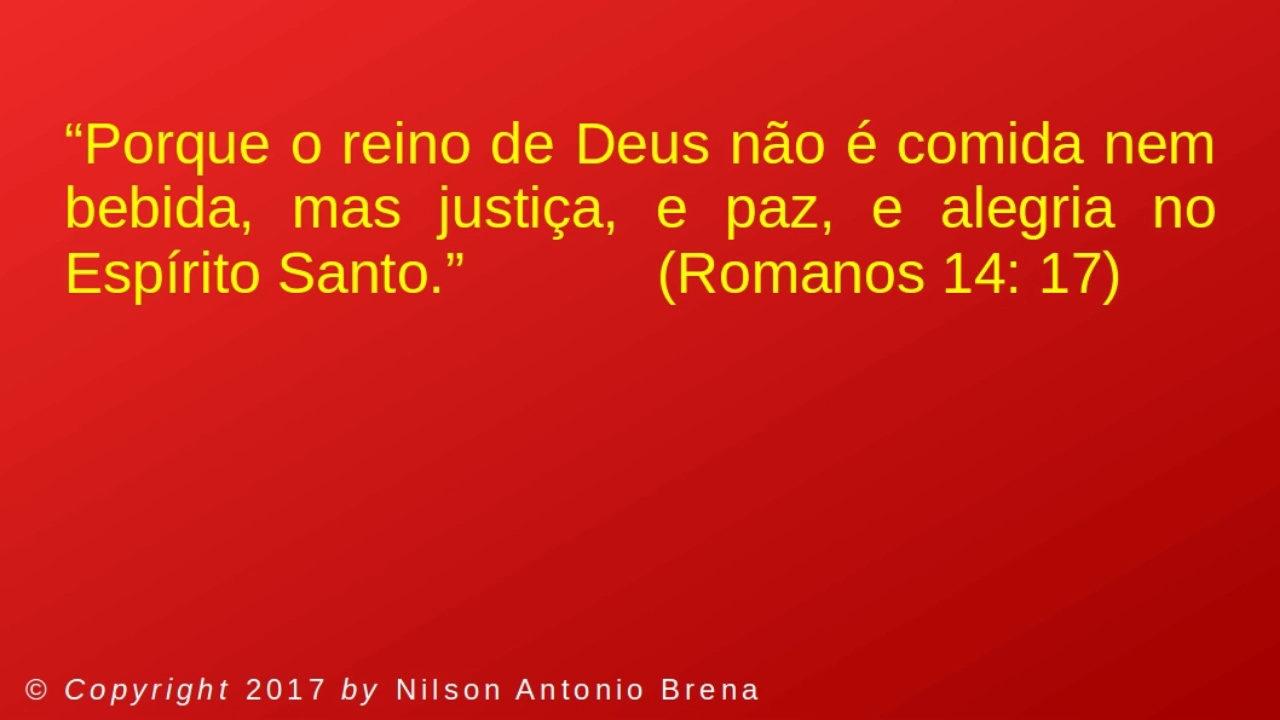 “Porque o reino de Deus não é comida nem
bebida, mas justiça, e paz, e alegria no
Espírito Santo.” (Romanos 14: 17)
© Copyright 2017 by Nilson Antonio Brena